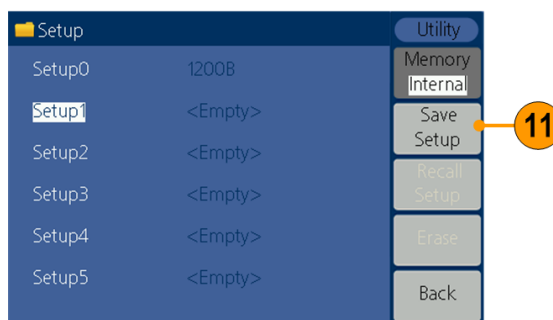 Setup
Utility
Setup0 1200B
Setup1 <Empty>
Setup2 <Empty>
Setup3 <Empty>
Setup4 <Empty>
Setup5 <Empty>
Memory
Internal
Save
Setup
Recall
Setup
Erase
Back
11